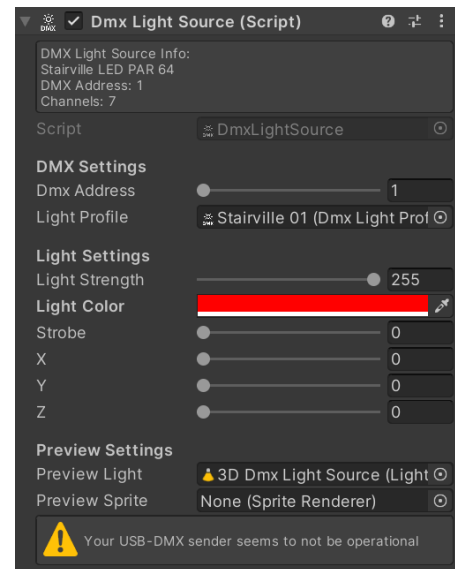 DMX Dmx Light Source (Script)
DMX Light Source Info:
Stairville LED PAR 64
DMX Address: 1
Channels: 7
Script DmxLightSource
DMX Settings
Dmx Address 1
Light Profile Stairville 01 (Dmx Light Prof
Light Settings
Light Strength 255
Light Color
Strobe 0
X 0
Y 0
Z 0
Preview Settings
Preview Light 3D Dmx Light Source (Light
Preview Sprite None (Sprite Renderer)
Your USB-DMX sender seems to not be operational